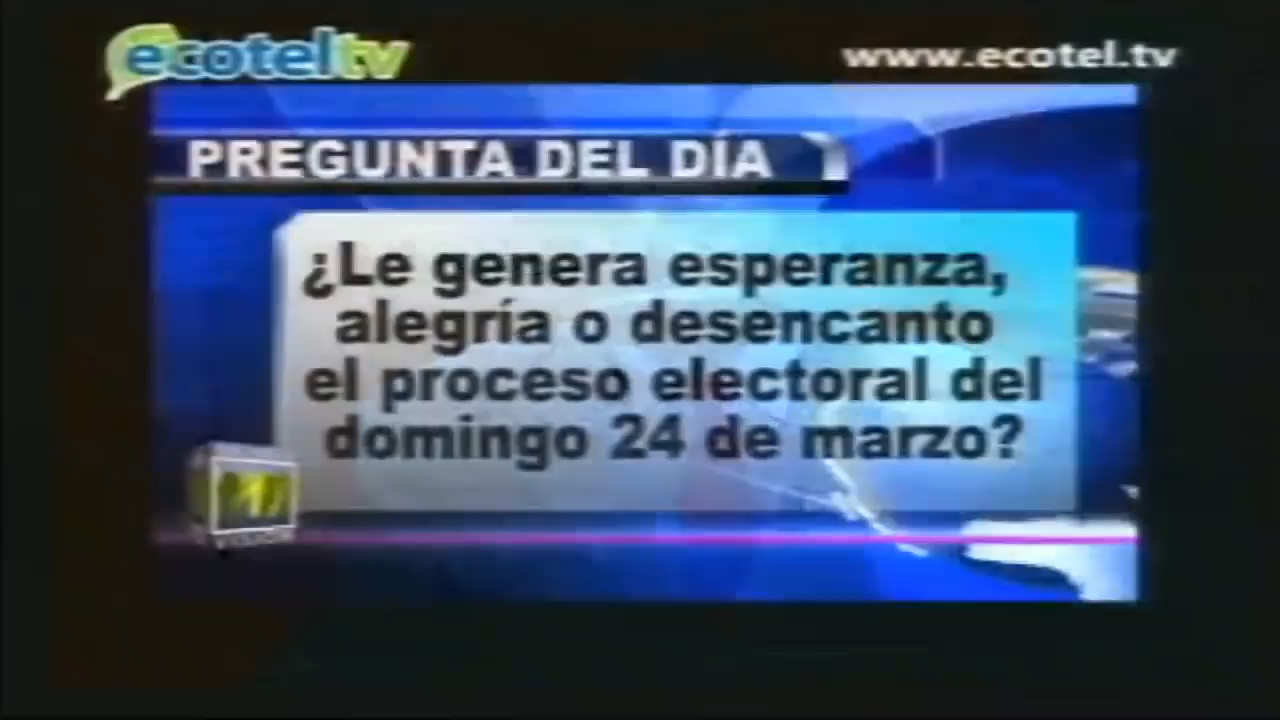 ecoteltv
www.ecotel.tv
PREGUNTA DEL DÍA
¿Le genera esperanza,
alegría o desencanto
el proceso electoral del
domingo 24 de marzo?